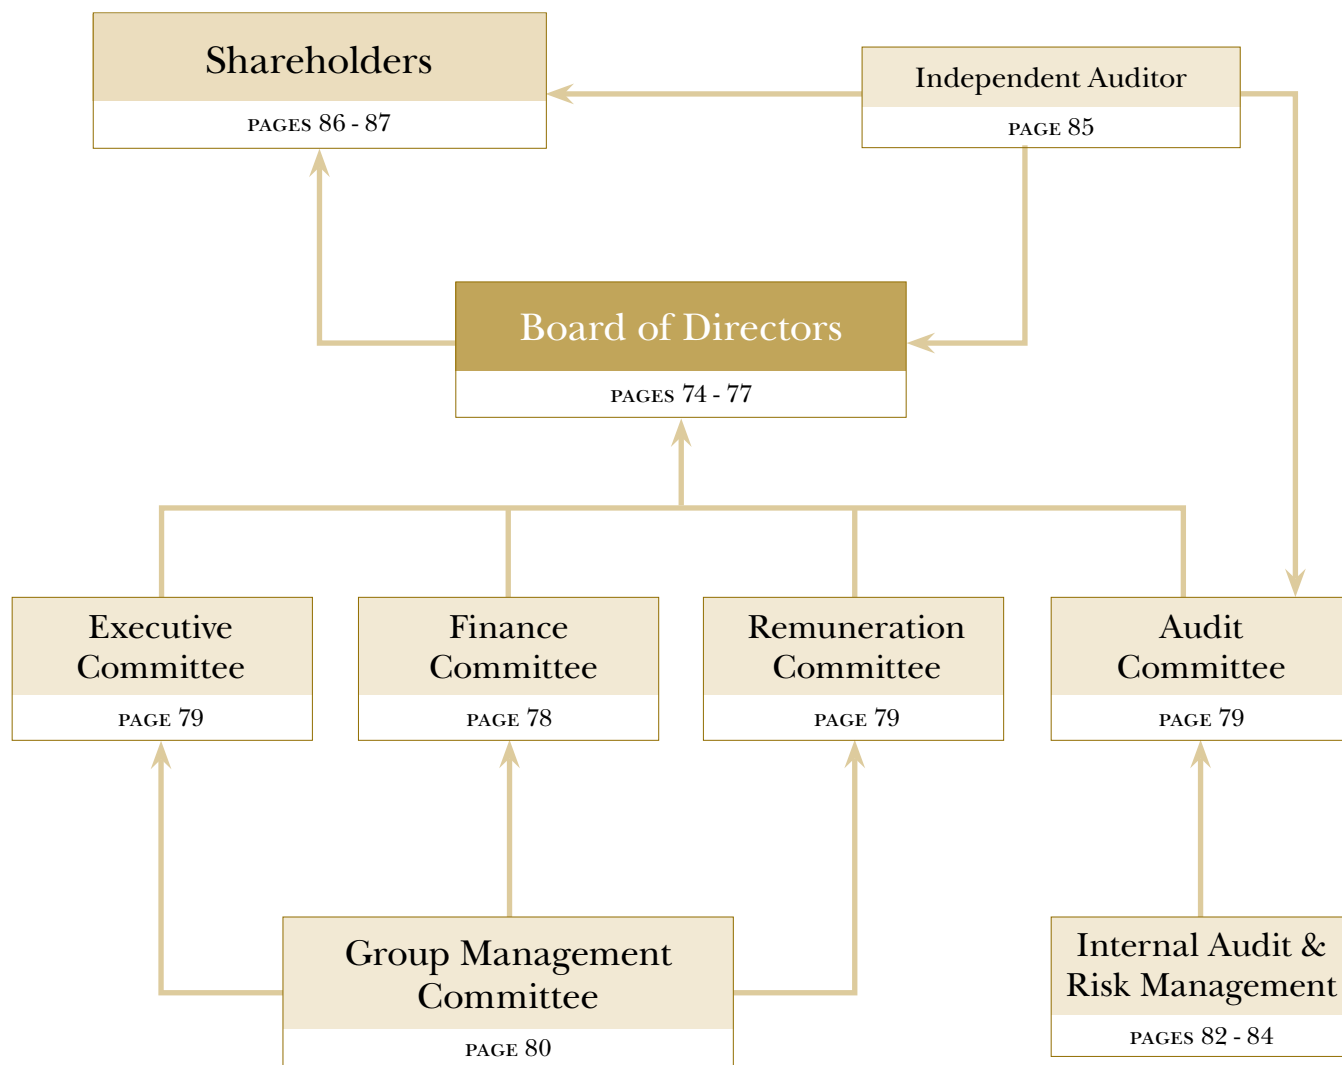 Shareholders
PAGES 86 - 87
Independent Auditor
PAGE 85
Board of Directors
PAGES 74 - 77
Executive
Committee
PAGE 79
Finance
Committee
PAGE 78
Remuneration
Committee
PAGE 79
Audit
Committee
PAGE 79
Group Management
Committee
PAGE 80
Internal Audit &
Risk Management
PAGES 82 - 84